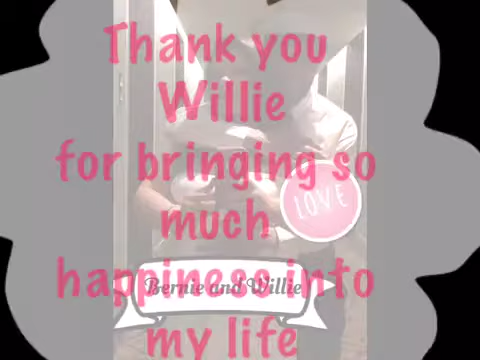 Thank you
Willie
for bringing so
much
LOVE
happiness into
Bernie and Willie
my life